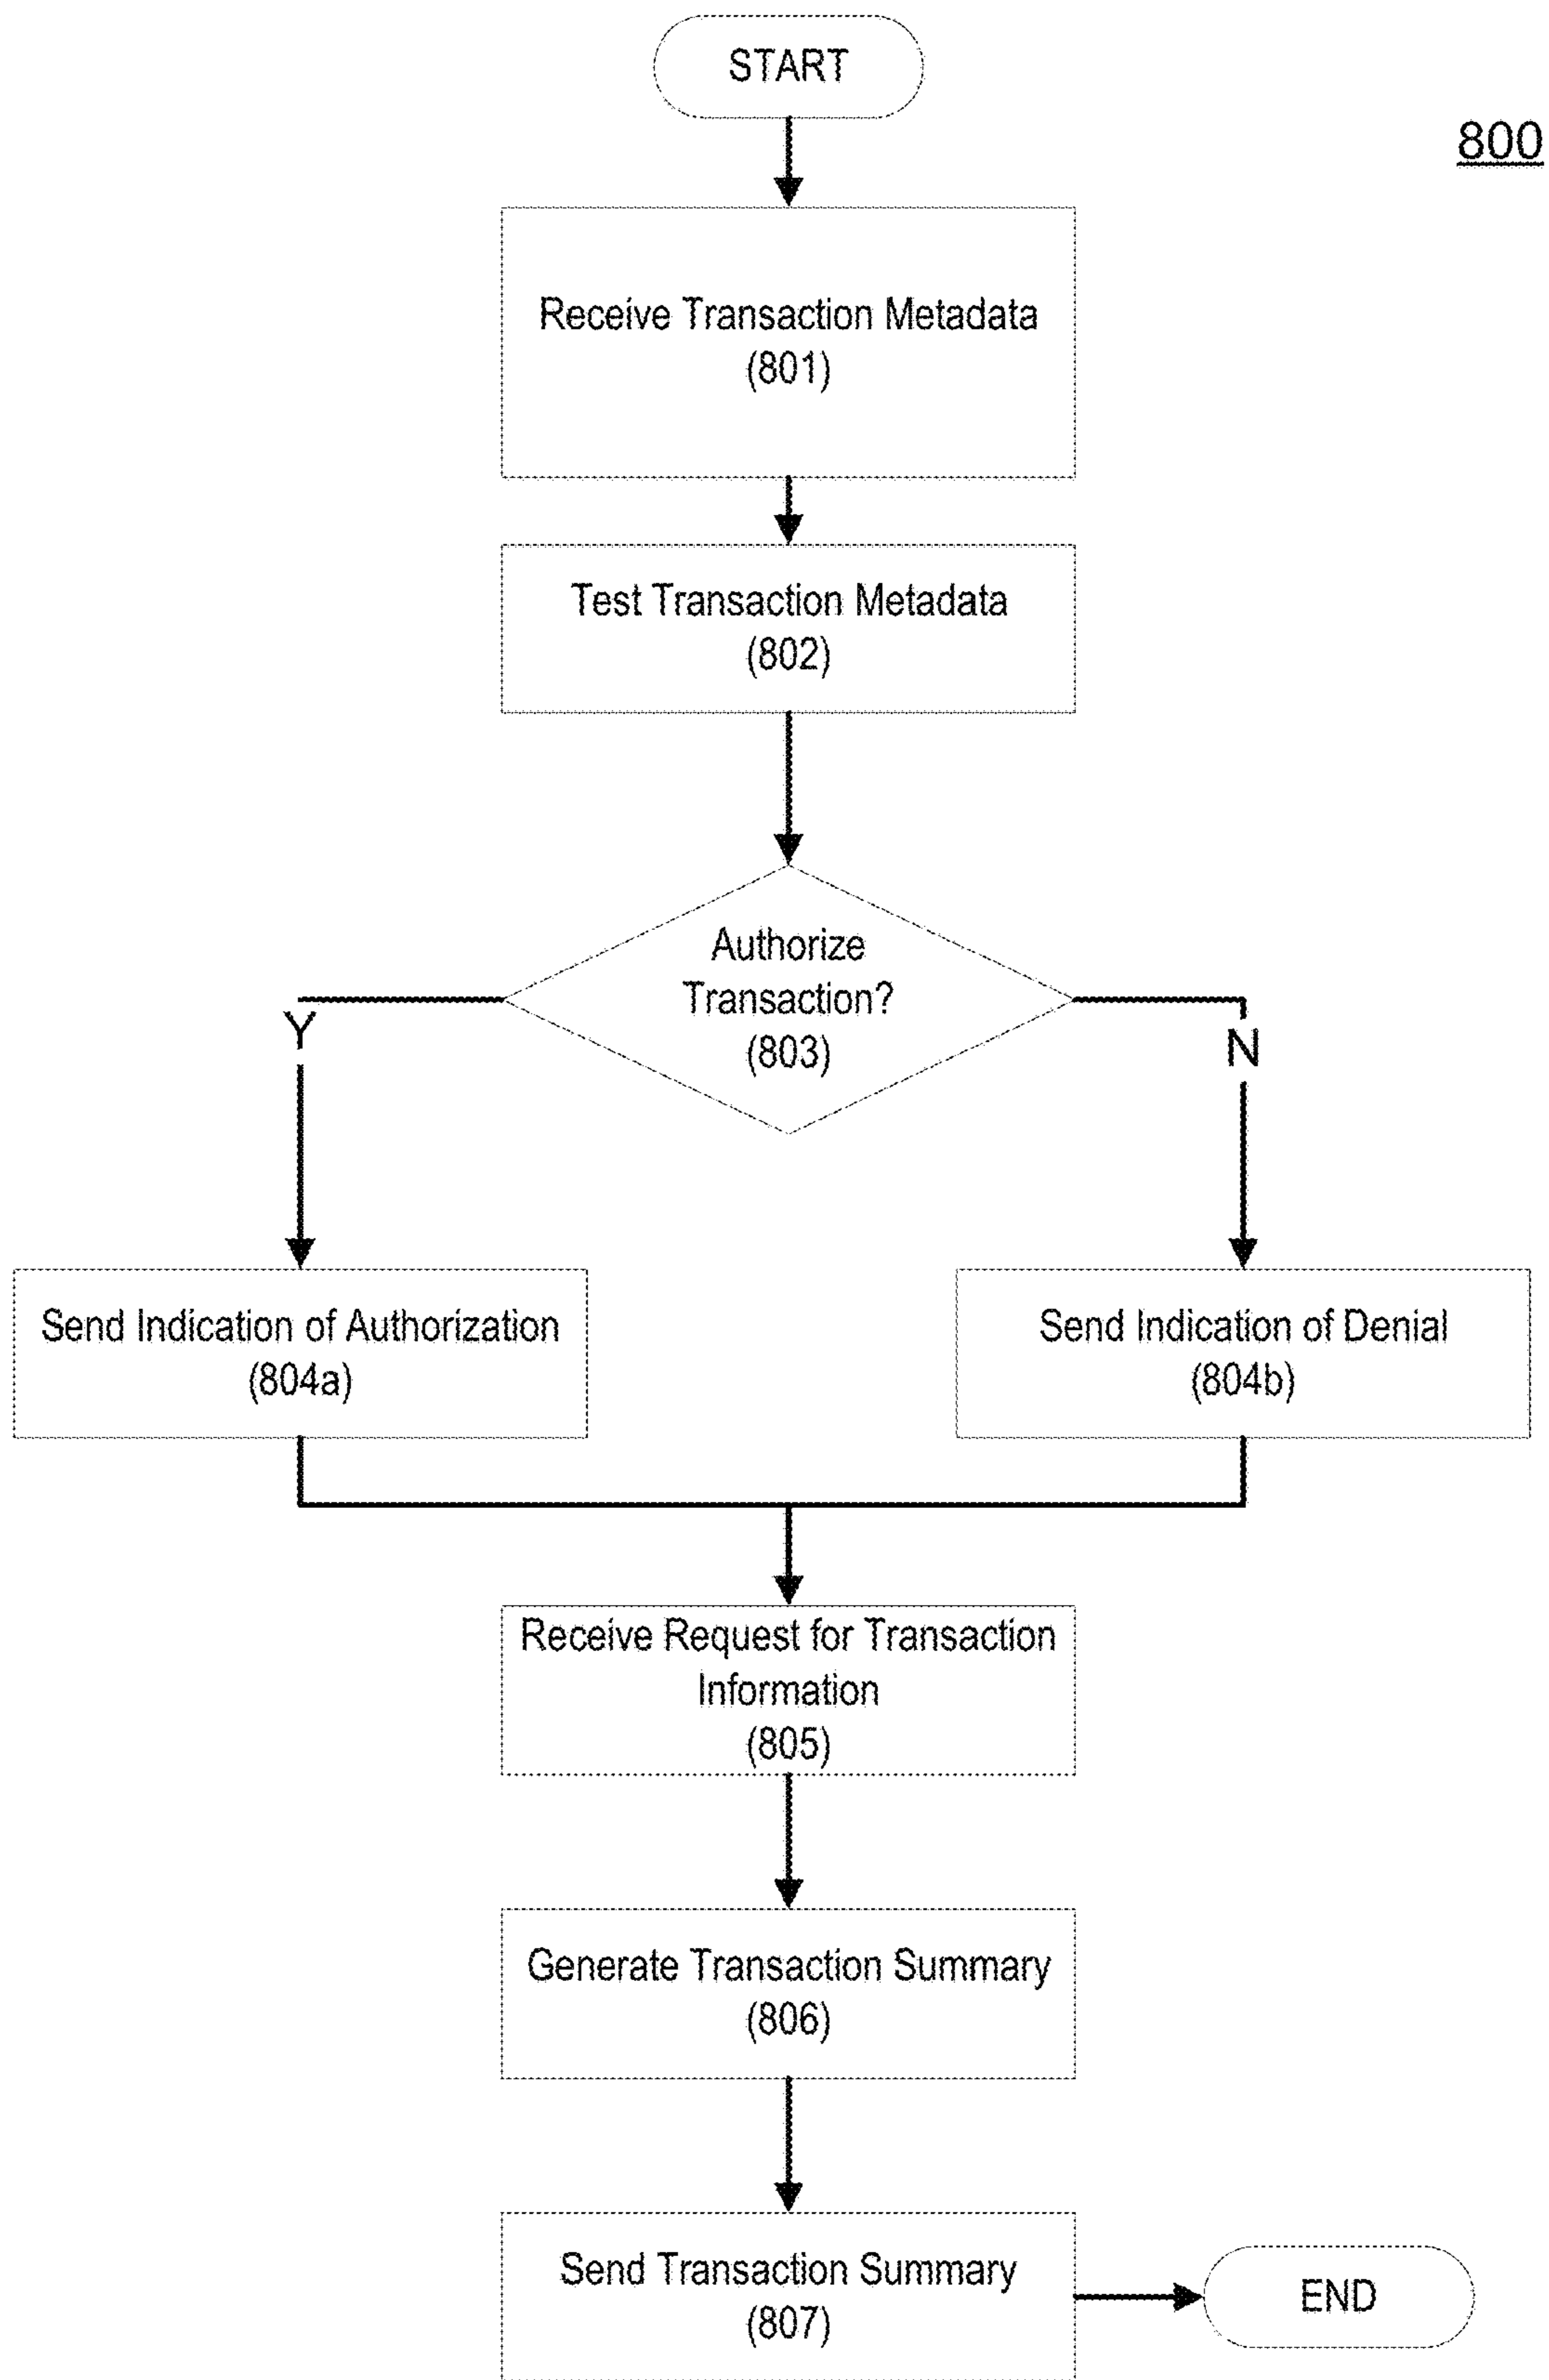 START
800
Receive Transaction Metadata
(801)
Test Transaction Metadata
(802)
Authorize
Transaction?
(803)
Y
N
Send Indication of Authorization
(804a)
Send Indication of Denial
(804b)
Receive Request for Transaction
Information
(805)
Generate Transaction Summary
(806)
Send Transaction Summary
(807)
END